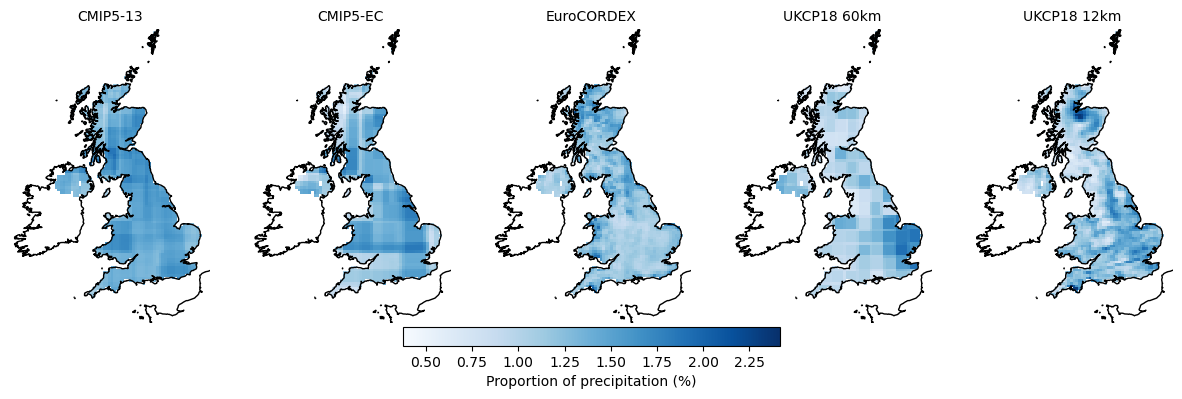 CMIP5-13
CMIP5-EC
EuroCORDEX
UKCP18 60km
UKCP18 12km
0.50 0.75 1.00 1.25 1.50 1.75 2.00 2.25
Proportion of precipitation (%)